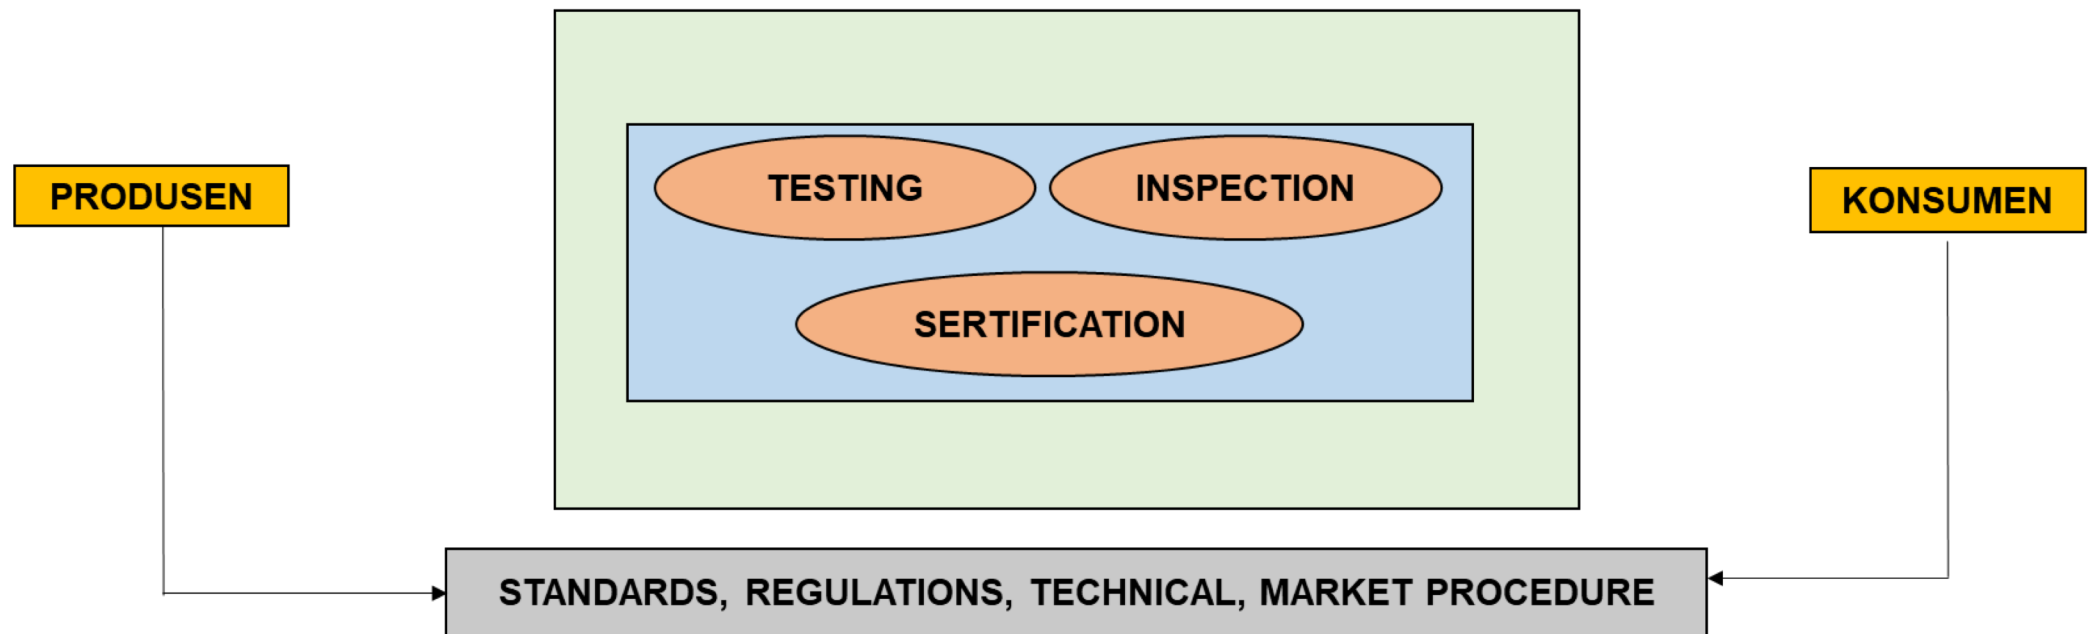 TESTING
INSPECTION
PRODUSEN
KONSUMEN
SERTIFICATION
STANDARDS, REGULATIONS, TECHNICAL, MARKET PROCEDURE